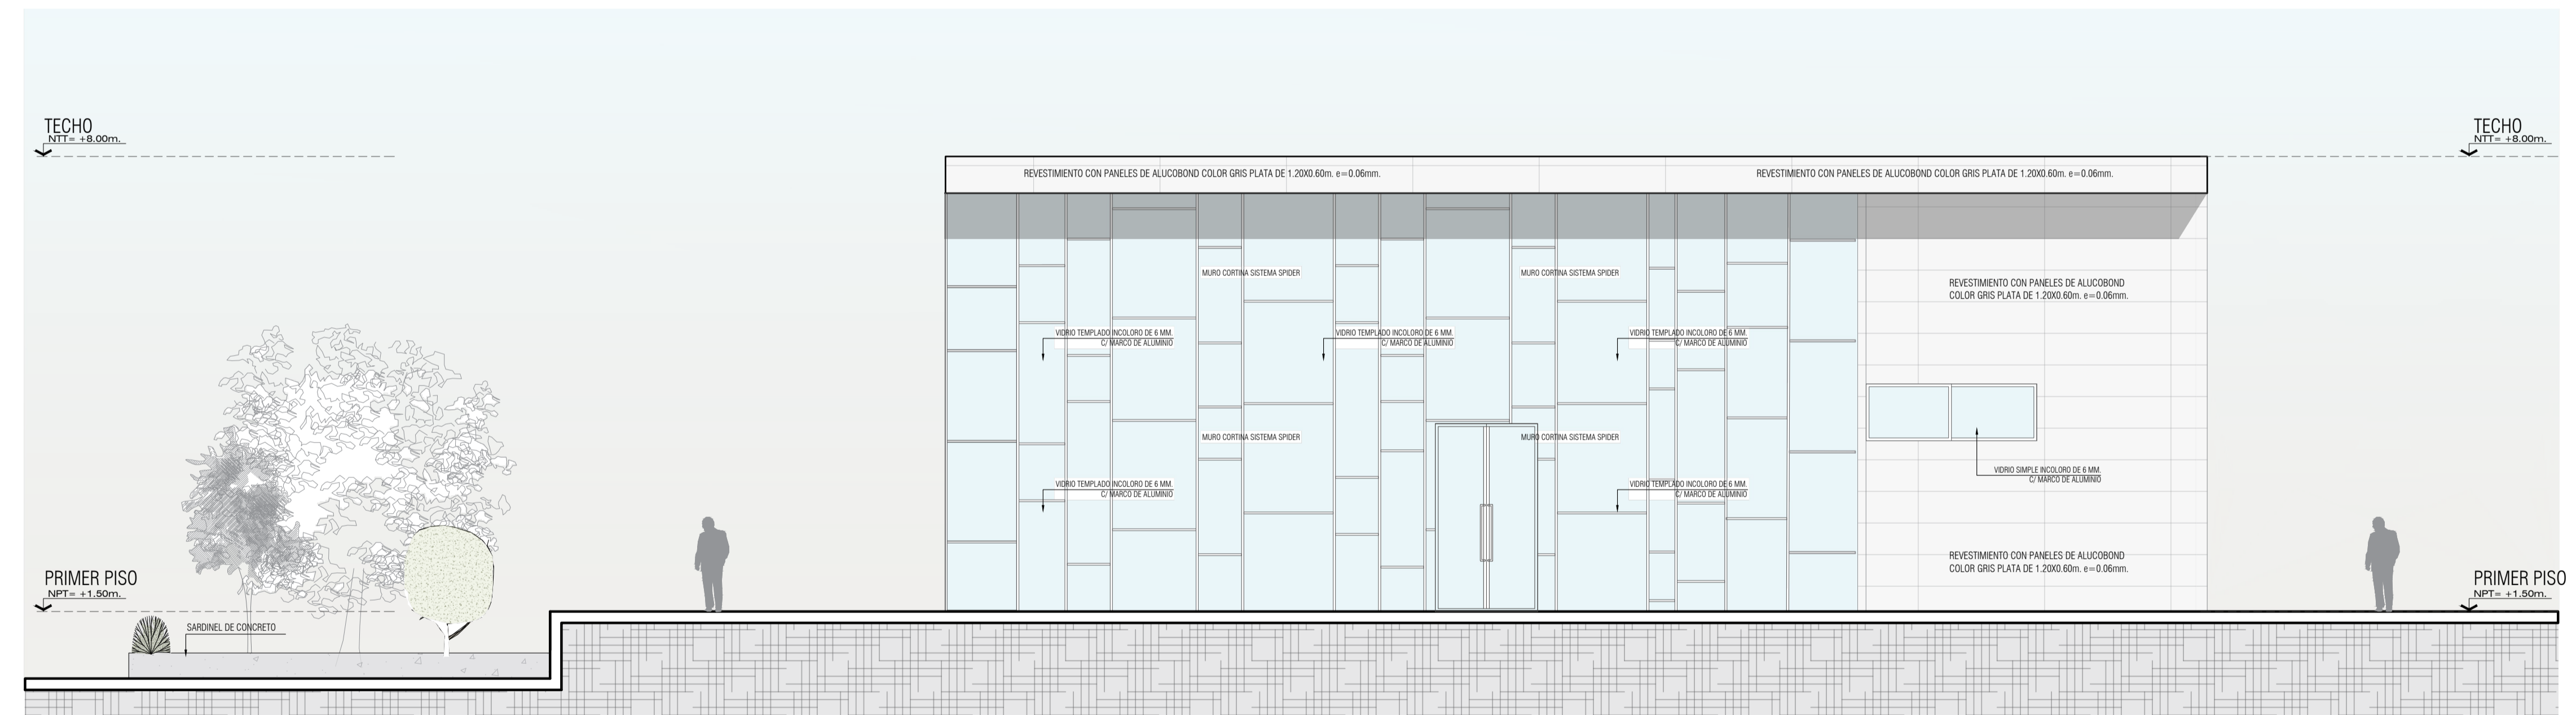 TECHO
NTT= +8.00m.
TECHO
NTT= +8.00m.
REVESTIMIENTO CON PANELES DE ALUCOBOND COLOR GRIS PLATA DE 1.20X0.60m. e=0.06mm.
REVESTIMIENTO CON PANELES DE ALUCOBOND COLOR GRIS PLATA DE 1.20X0.60m. e=0.06mm.
MURO CORTINA SISTEMA SPIDER
MURO CORTINA SISTEMA SPIDER
REVESTIMIENTO CON PANELES DE ALUCOBOND
COLOR GRIS PLATA DE 1.20X0.60m. e=0.06mm.
VIDRIO TEMPLADO INCOLORO DE 6 MM.
C/ MARCO DE ALUMINIO
VIDRIO TEMPLADO INCOLORO DE 6 MM.
C/ MARCO DE ALUMINIO
VIDRIO TEMPLADO INCOLORO DE 6 MM.
C/ MARCO DE ALUMINIO
MURO CORTINA SISTEMA SPIDER
MURO CORTINA SISTEMA SPIDER
VIDRIO SIMPLE INCOLORO DE 6 MM.
C/ MARCO DE ALUMINIO
VIDRIO TEMPLADO INCOLORO DE 6 MM.
C/ MARCO DE ALUMINIO
VIDRIO TEMPLADO INCOLORO DE 6 MM.
C/ MARCO DE ALUMINIO
REVESTIMIENTO CON PANELES DE ALUCOBOND
COLOR GRIS PLATA DE 1.20X0.60m. e=0.06mm.
PRIMER PISO
NPT= +1.50m.
PRIMER PISO
NPT= +1.50m.
SARDINEL DE CONCRETO